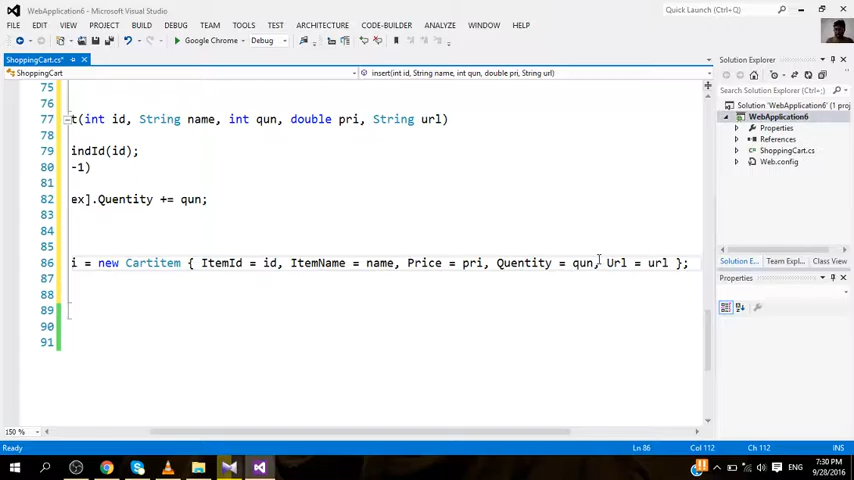 WebApplication6 - Microsoft Visual Studio
Quick Launch (Ctrl+Q)
FILE EDIT VIEW PROJECT BUILD DEBUG TEAM TOOLS TEST ARCHITECTURE CODE-BUILDER ANALYZE WINDOW HELP
Google Chrome Debug
ShoppingCart.cs*
ShoppingCart
insert(int id, String name, int qun, double pri, String url)
75
76
77 t(int id, String name, int qun, double pri, String url)
78
79 indId(id);
80 -1)
81
82 ex].Quentity += qun;
83
84
85
86 i = new Cartitem { ItemId = id, ItemName = name, Price = pri, Quentity = qun, Url = url };
87
88
89
90
91
150 %
Solution Explorer
Search Solution Explorer (Ctrl+;)
Solution 'WebApplication6' (1 proj
WebApplication6
Properties
References
ShoppingCart.cs
Web.config
Solution E... Team Expl... Class View
Properties
Ready
Ln 86
Col 112
Ch 112
INS
ENG
7:30 PM
9/28/2016